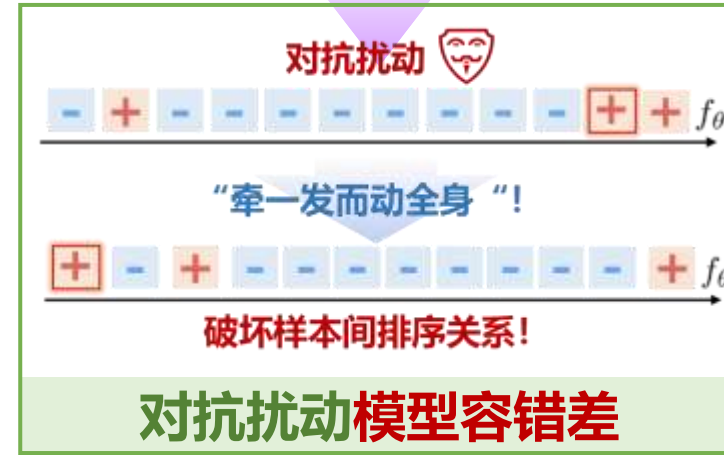 对抗扰动
- + - - - - - - - - + + fθ
“牵一发而动全身 “！
+ - + - - - - - - - + fθ
破坏样本间排序关系！
对抗扰动模型容错差